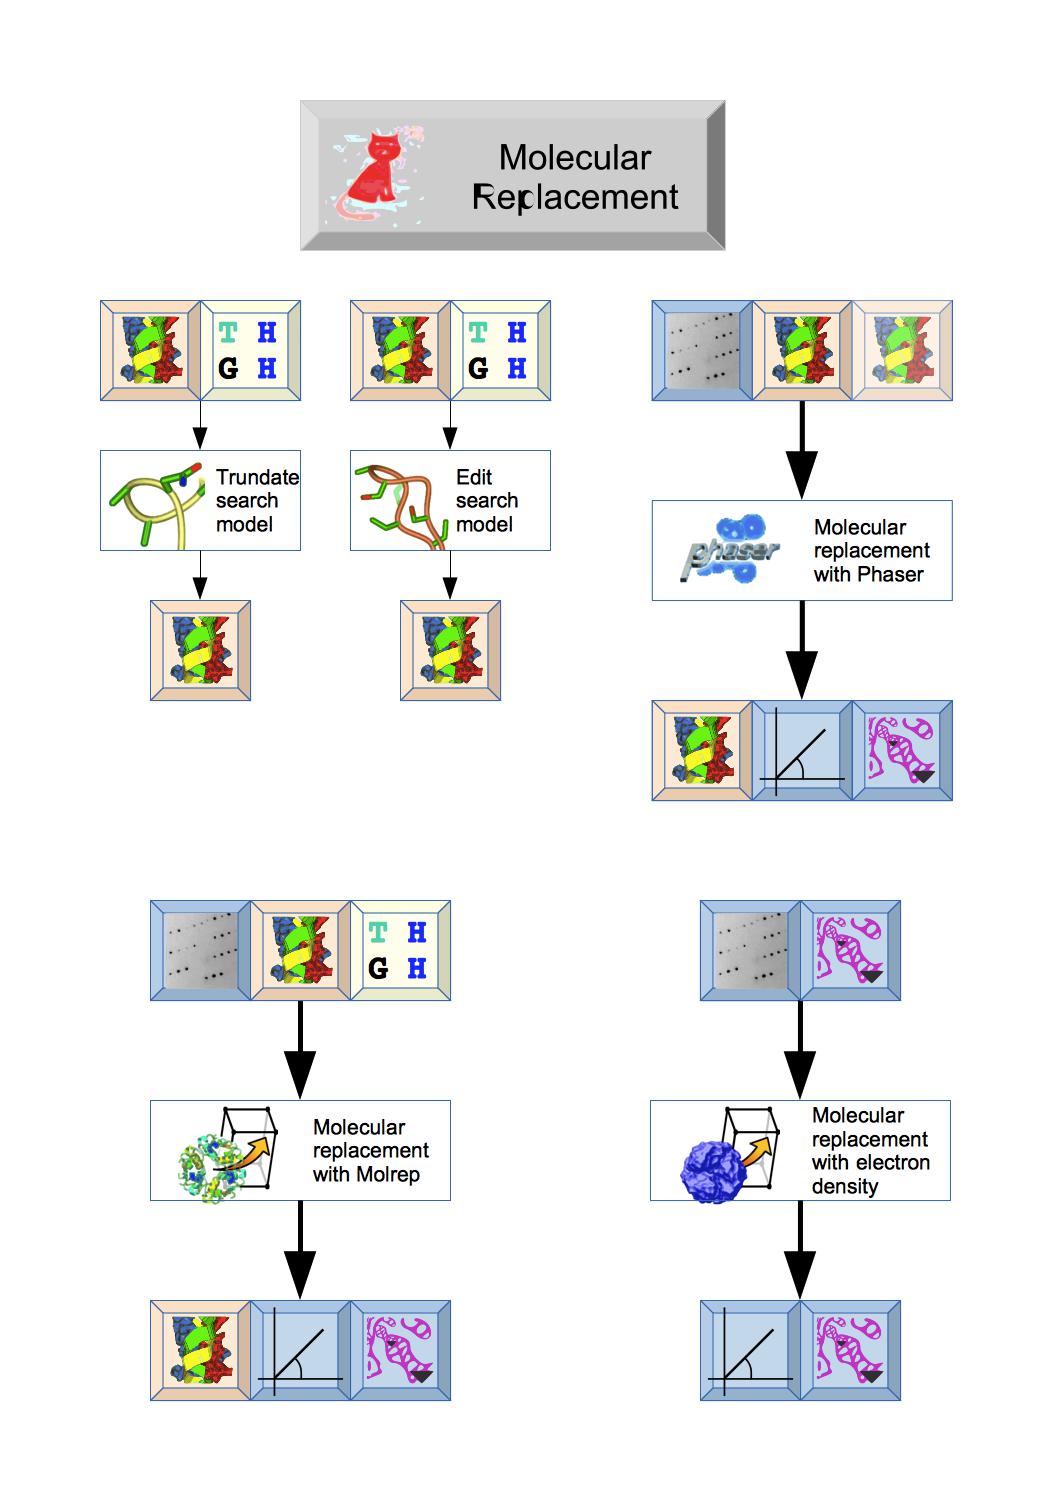 Molecular
Replacement
T H
G H
T H
G H
Trundate
search
model
Edit
search
model
phaser
Molecular
replacement
with Phaser
T H
G H
Molecular
replacement
with Molrep
Molecular
replacement
with electron
density